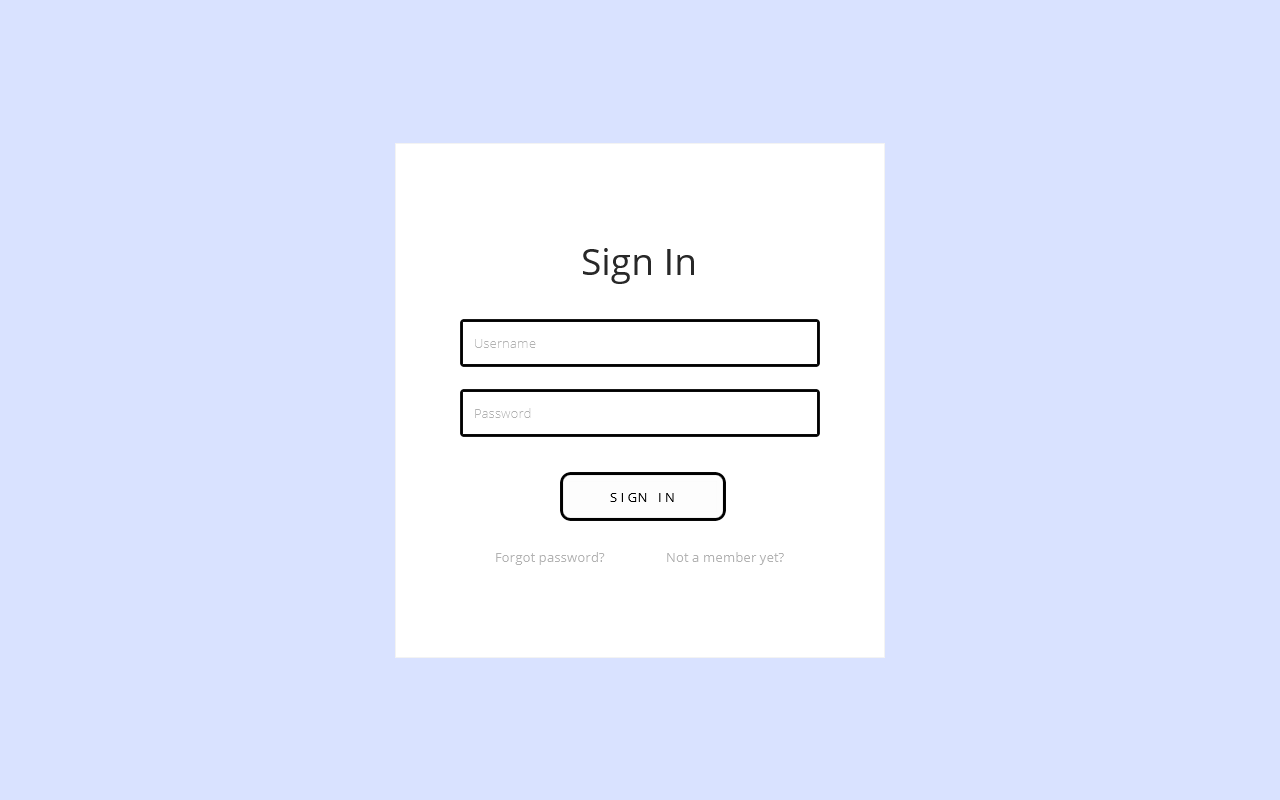 Sign In
Username
Password
SIGN IN
Forgot password? Not a member yet?